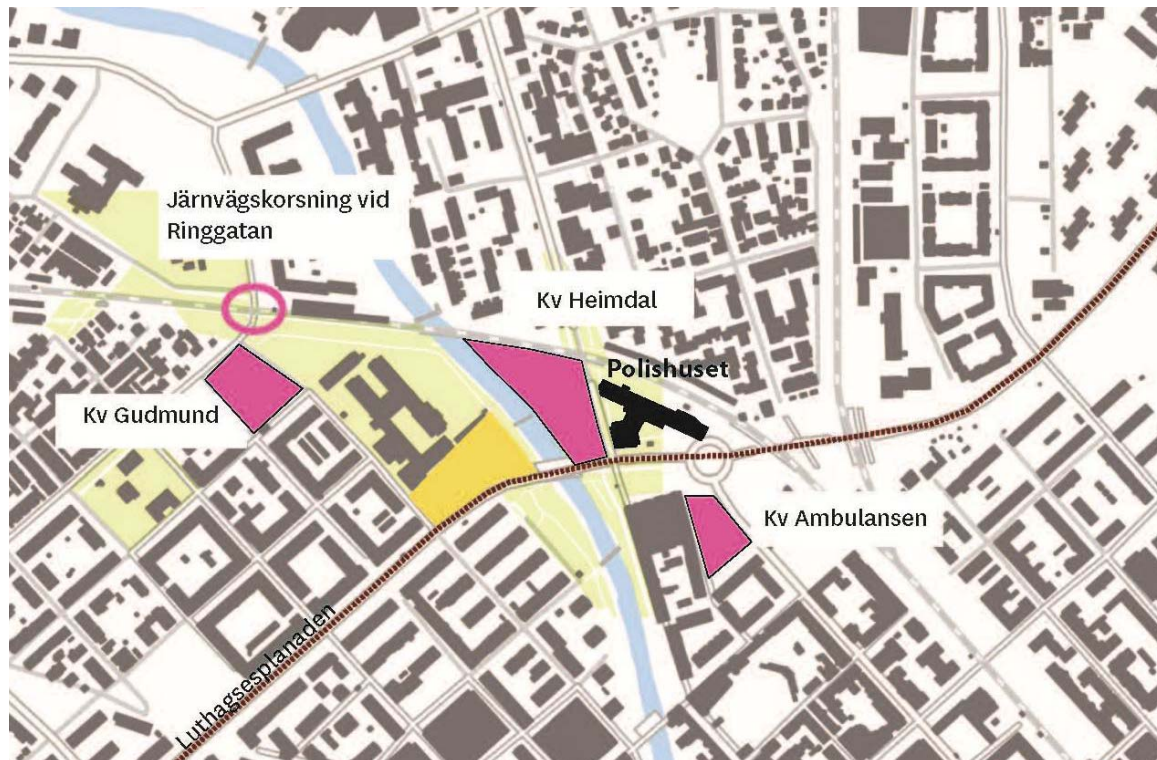 Järnvägskorsning vid
Ringgatan
Kv Heimdal
Polishuset
Kv Gudmund
Kv Ambulansen
Luthagsesplanaden